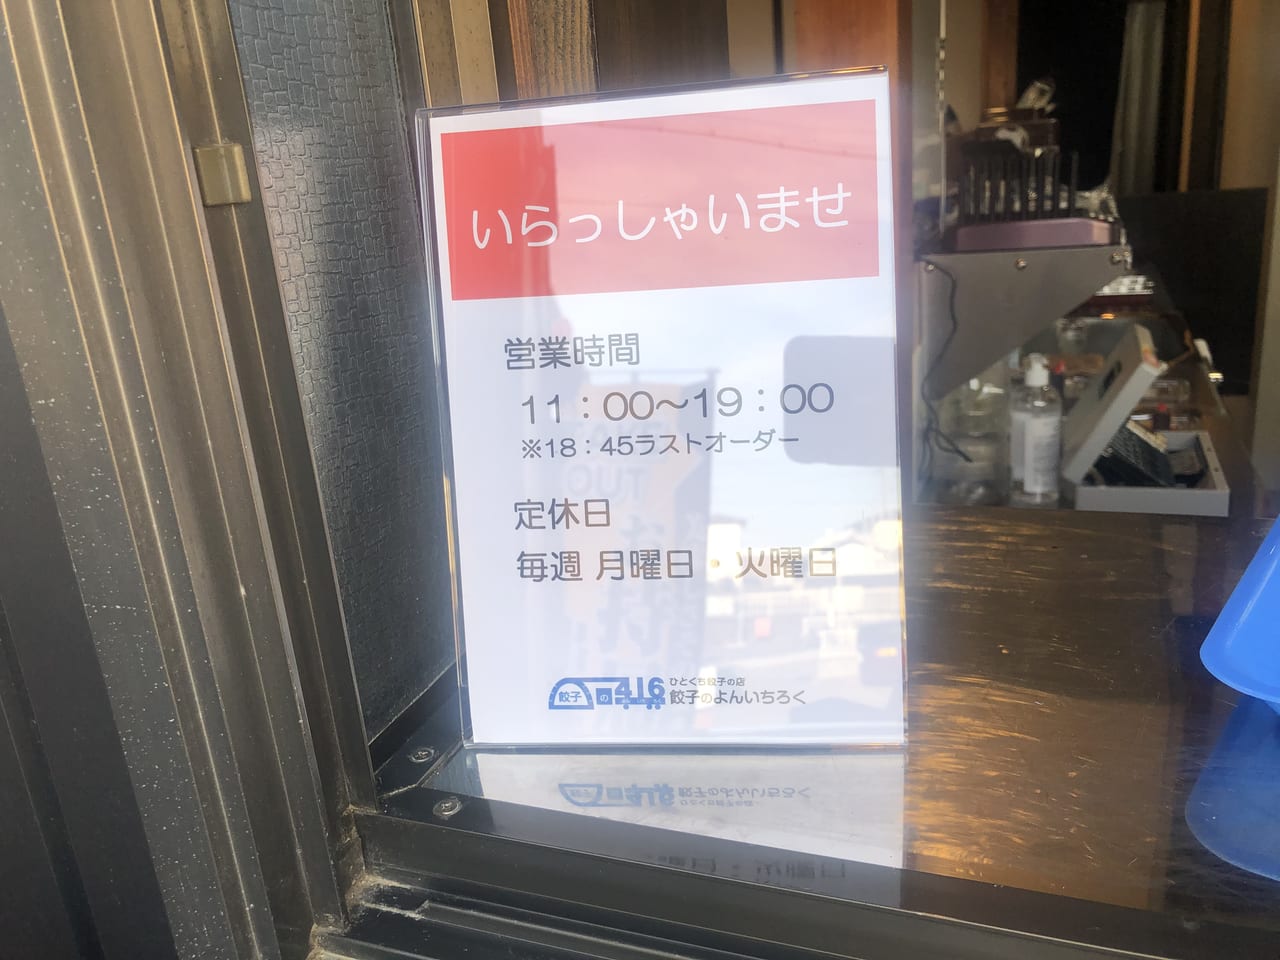 いらっしゃいませ
営業時間
11：00〜19：00
※18：45ラストオーダー
定休日
毎週 月曜日・火曜日
餃子の416
ひとくち餃子の店
餃子のよんいちろく